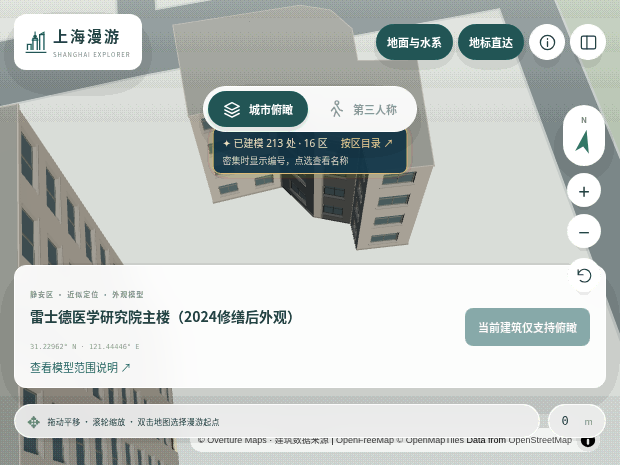 上海漫游
SHANGHAI EXPLORER
地面与水系
地标直达
城市俯瞰
第三人称
✦ 已建模 213 处 · 16 区 按区目录 ↗
密集时显示编号，点选查看名称
N
+
−
静安区 · 近似定位 · 外观模型
雷士德医学研究院主楼（2024修缮后外观）
31.22962° N · 121.44446° E
查看模型范围说明 ↗
当前建筑仅支持俯瞰
拖动平移 · 滚轮缩放 · 双击地图选择漫游起点
0 m
© Overture Maps · 建筑数据来源 | OpenFreeMap © OpenMapTiles Data from OpenStreetMap